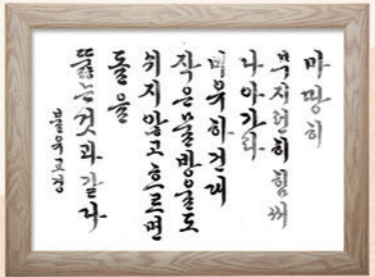 마땅히
부지런히 힘써
나아가라
비유하건대
작은 물방울도
쉬지 않고 흐르면
돌을
뚫는 것과 같다
불유교경